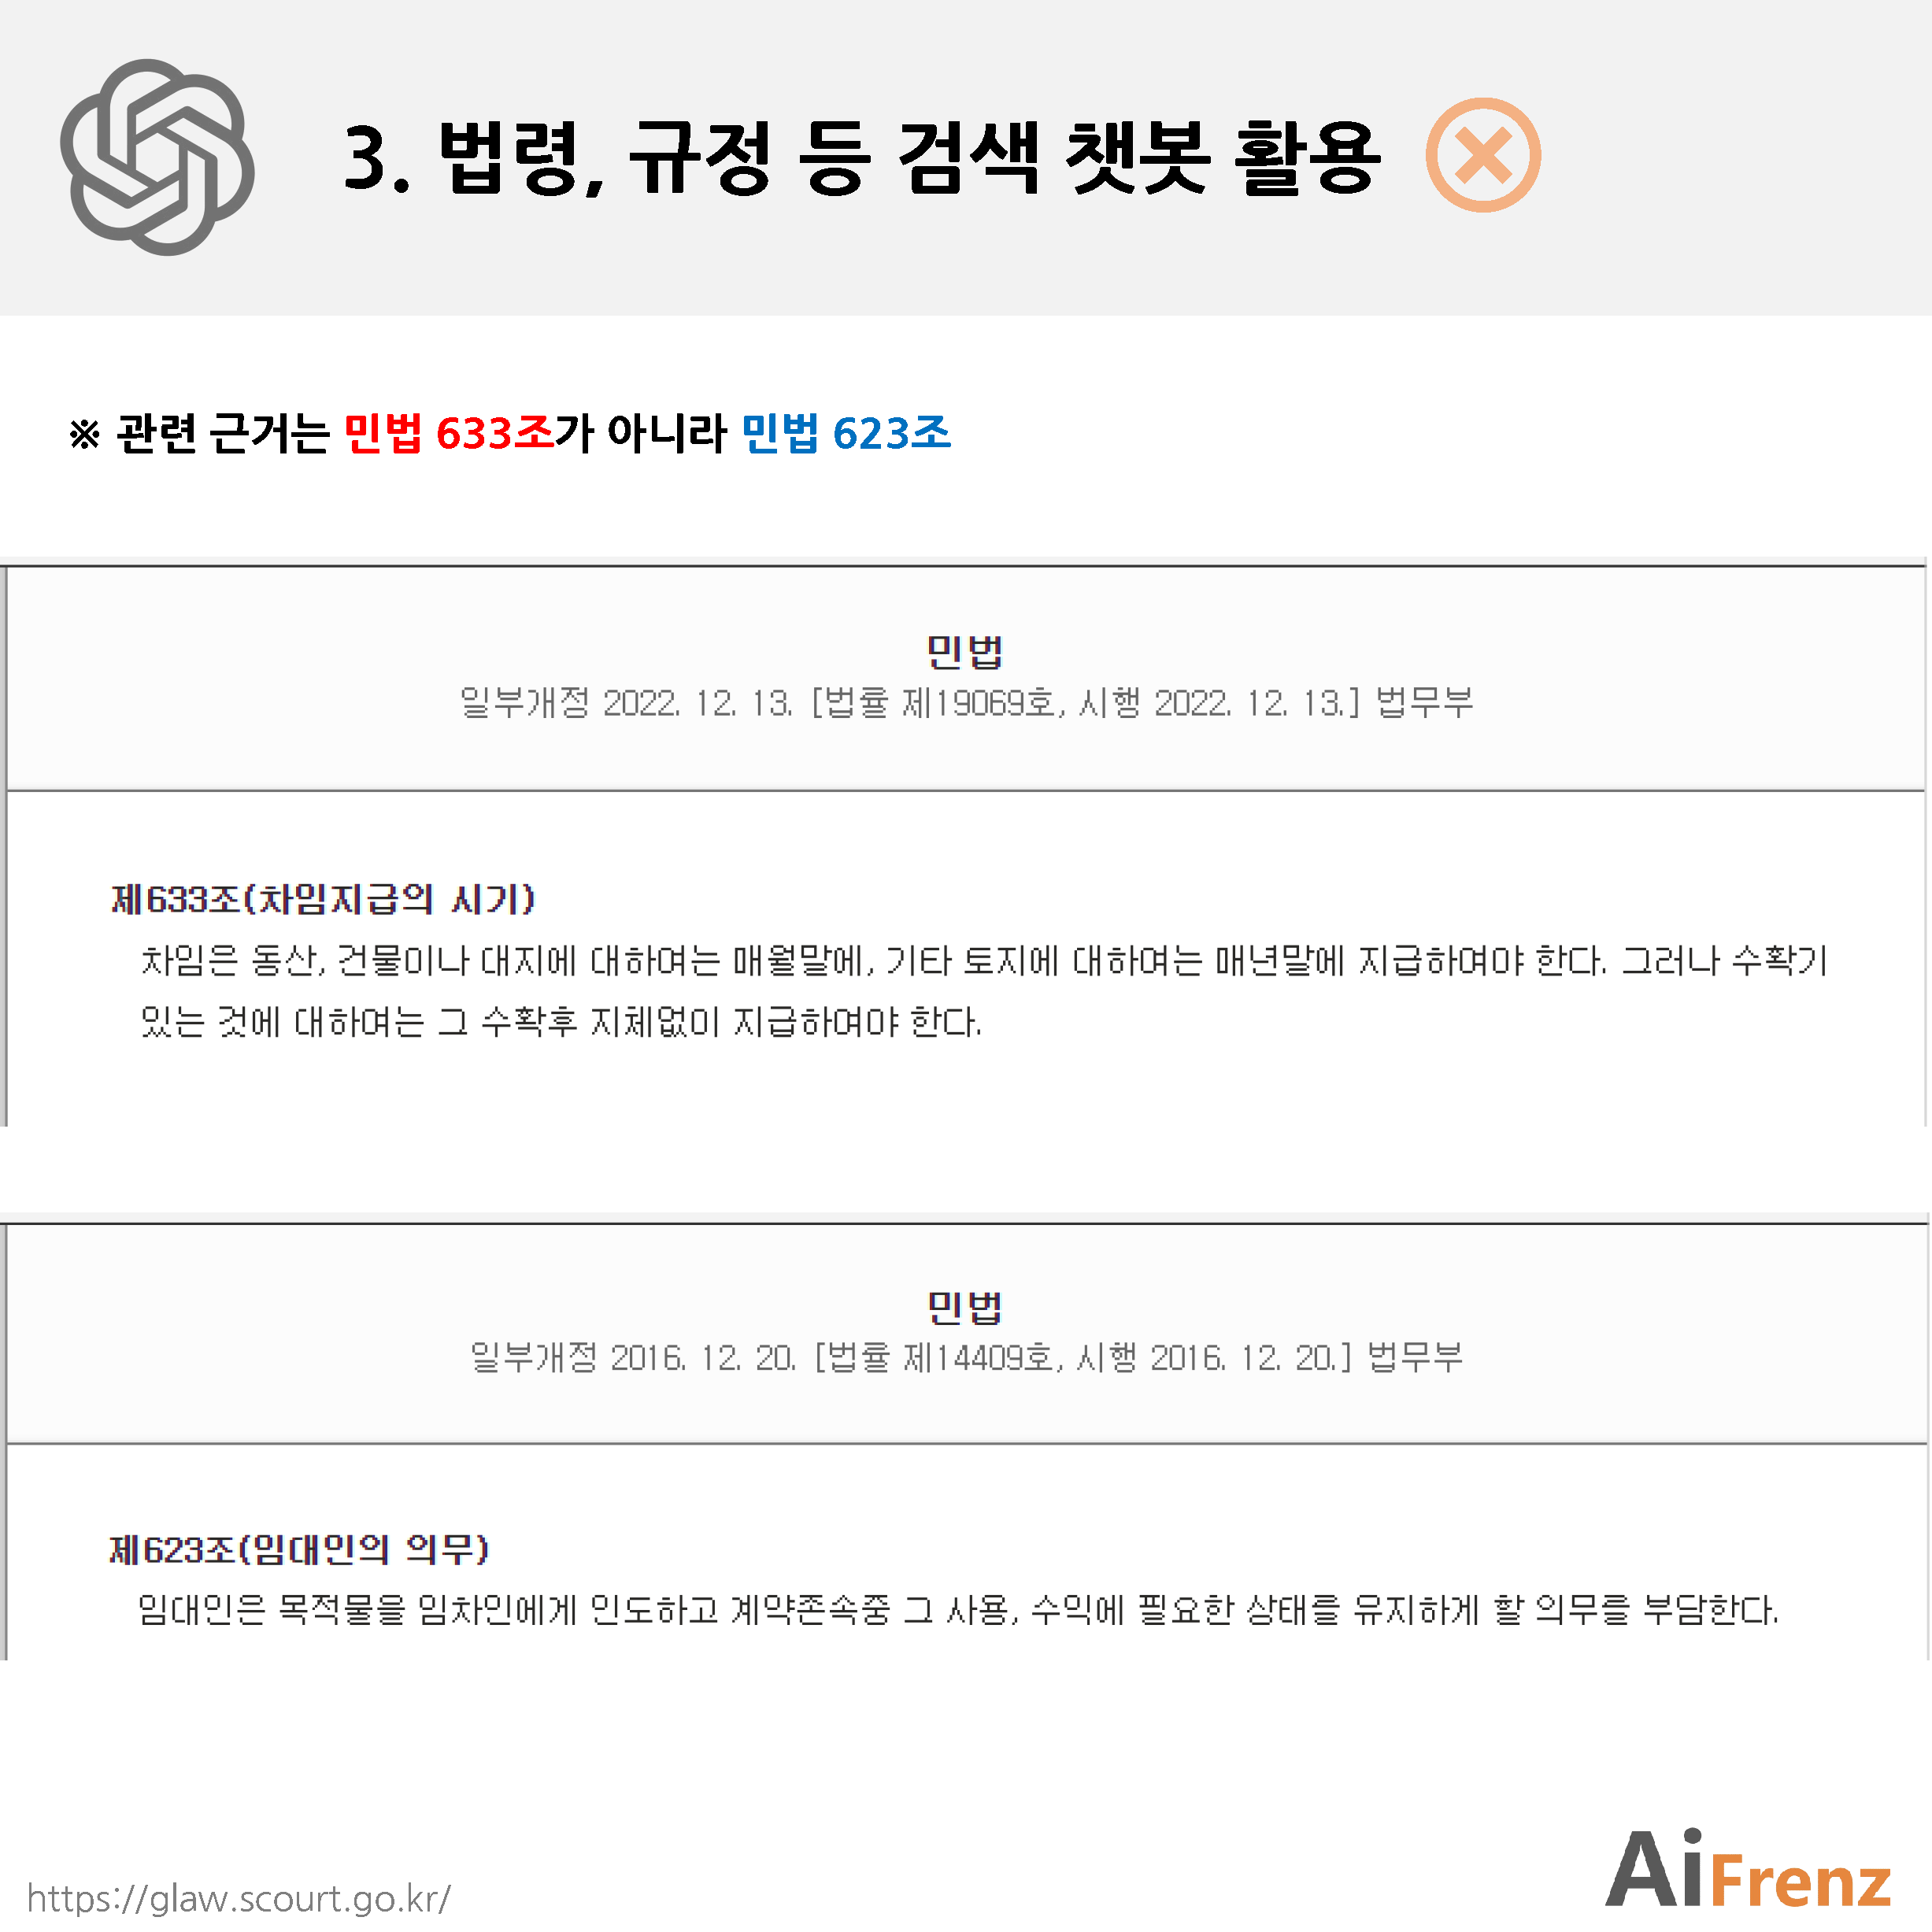 3. 법령, 규정 등 검색 챗봇 활용
※ 관련 근거는 민법 633조가 아니라 민법 623조
민법
일부개정 2022. 12. 13. [법률 제19069호, 시행 2022. 12. 13.] 법무부
제633조(차임지급의 시기)
차임은 동산, 건물이나 대지에 대하여는 매월말에, 기타 토지에 대하여는 매년말에 지급하여야 한다. 그러나 수확기
있는 것에 대하여는 그 수확후 지체없이 지급하여야 한다.
민법
일부개정 2016. 12. 20. [법률 제14409호, 시행 2016. 12. 20.] 법무부
제623조(임대인의 의무)
임대인은 목적물을 임차인에게 인도하고 계약존속중 그 사용, 수익에 필요한 상태를 유지하게 할 의무를 부담한다.
https://glaw.scourt.go.kr/
AiFrenz